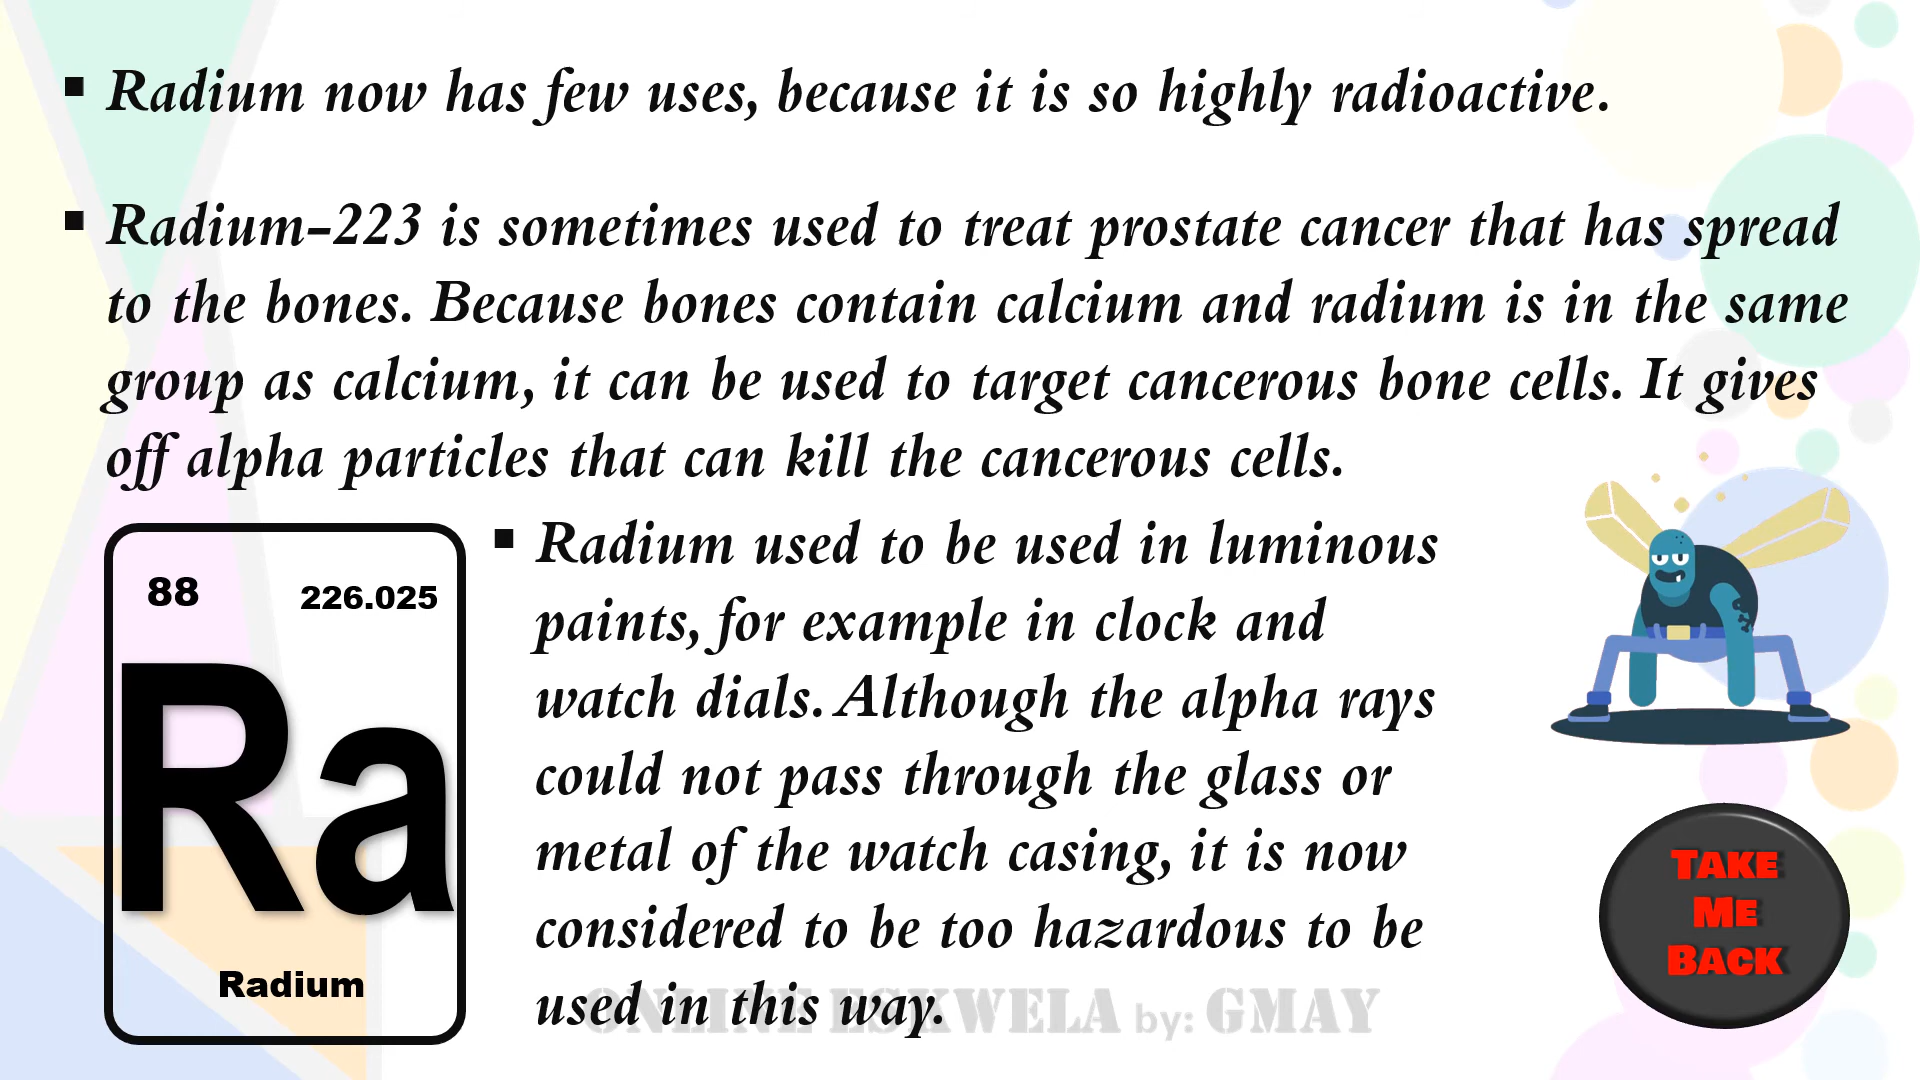 ▪ Radium now has few uses, because it is so highly radioactive.
▪ Radium-223 is sometimes used to treat prostate cancer that has spread
to the bones. Because bones contain calcium and radium is in the same
group as calcium, it can be used to target cancerous bone cells. It gives
off alpha particles that can kill the cancerous cells.
88
226.025
Ra
Radium
▪ Radium used to be used in luminous
paints, for example in clock and
watch dials. Although the alpha rays
could not pass through the glass or
metal of the watch casing, it is now
considered to be too hazardous to be
used in this way.
TAKE
ME
BACK
ONLINE ESKWELA by: GMAY